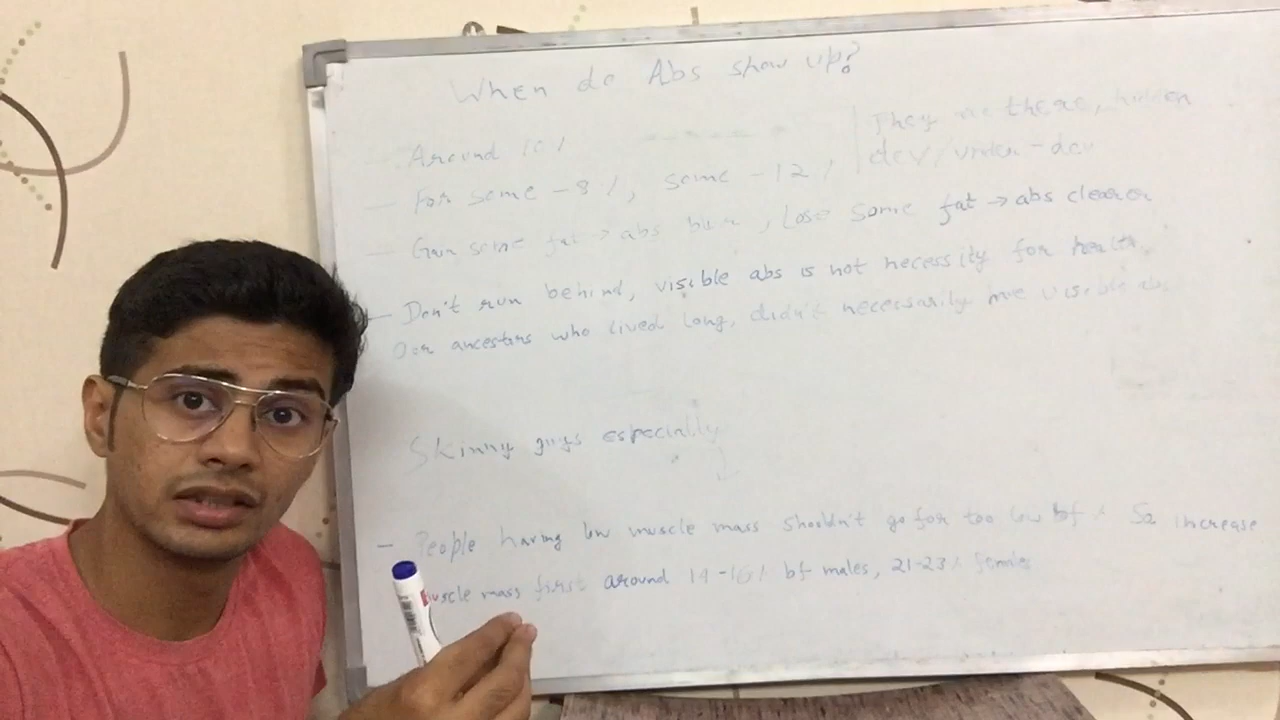 When do Abs show up?
- Around 10%
They are there, hidden
dev/under-dev
- For some - 8%, some - 12%
- Gain some fat → abs blur, Lose some fat → abs clearer
- Don't run behind, visible abs is not necessity for health.
Our ancestors who lived long, didn't necessarily have visible abs
Skinny guys especially
- People having low muscle mass shouldn't go for too low bf%. So increase
muscle mass first around 14-16% bf males, 21-23% females